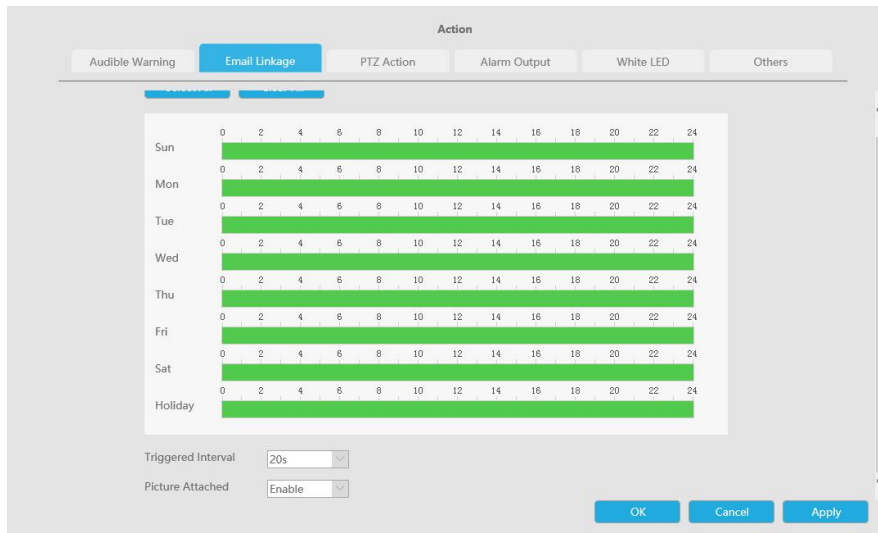 Action
Audible Warning Email Linkage PTZ Action Alarm Output White LED Others
0 2 4 6 8 10 12 14 16 18 20 22 24
Sun
0 2 4 6 8 10 12 14 16 18 20 22 24
Mon
0 2 4 6 8 10 12 14 16 18 20 22 24
Tue
0 2 4 6 8 10 12 14 16 18 20 22 24
Wed
0 2 4 6 8 10 12 14 16 18 20 22 24
Thu
0 2 4 6 8 10 12 14 16 18 20 22 24
Fri
0 2 4 6 8 10 12 14 16 18 20 22 24
Sat
0 2 4 6 8 10 12 14 16 18 20 22 24
Holiday
Triggered Interval 20s
Picture Attached Enable
OK Cancel Apply